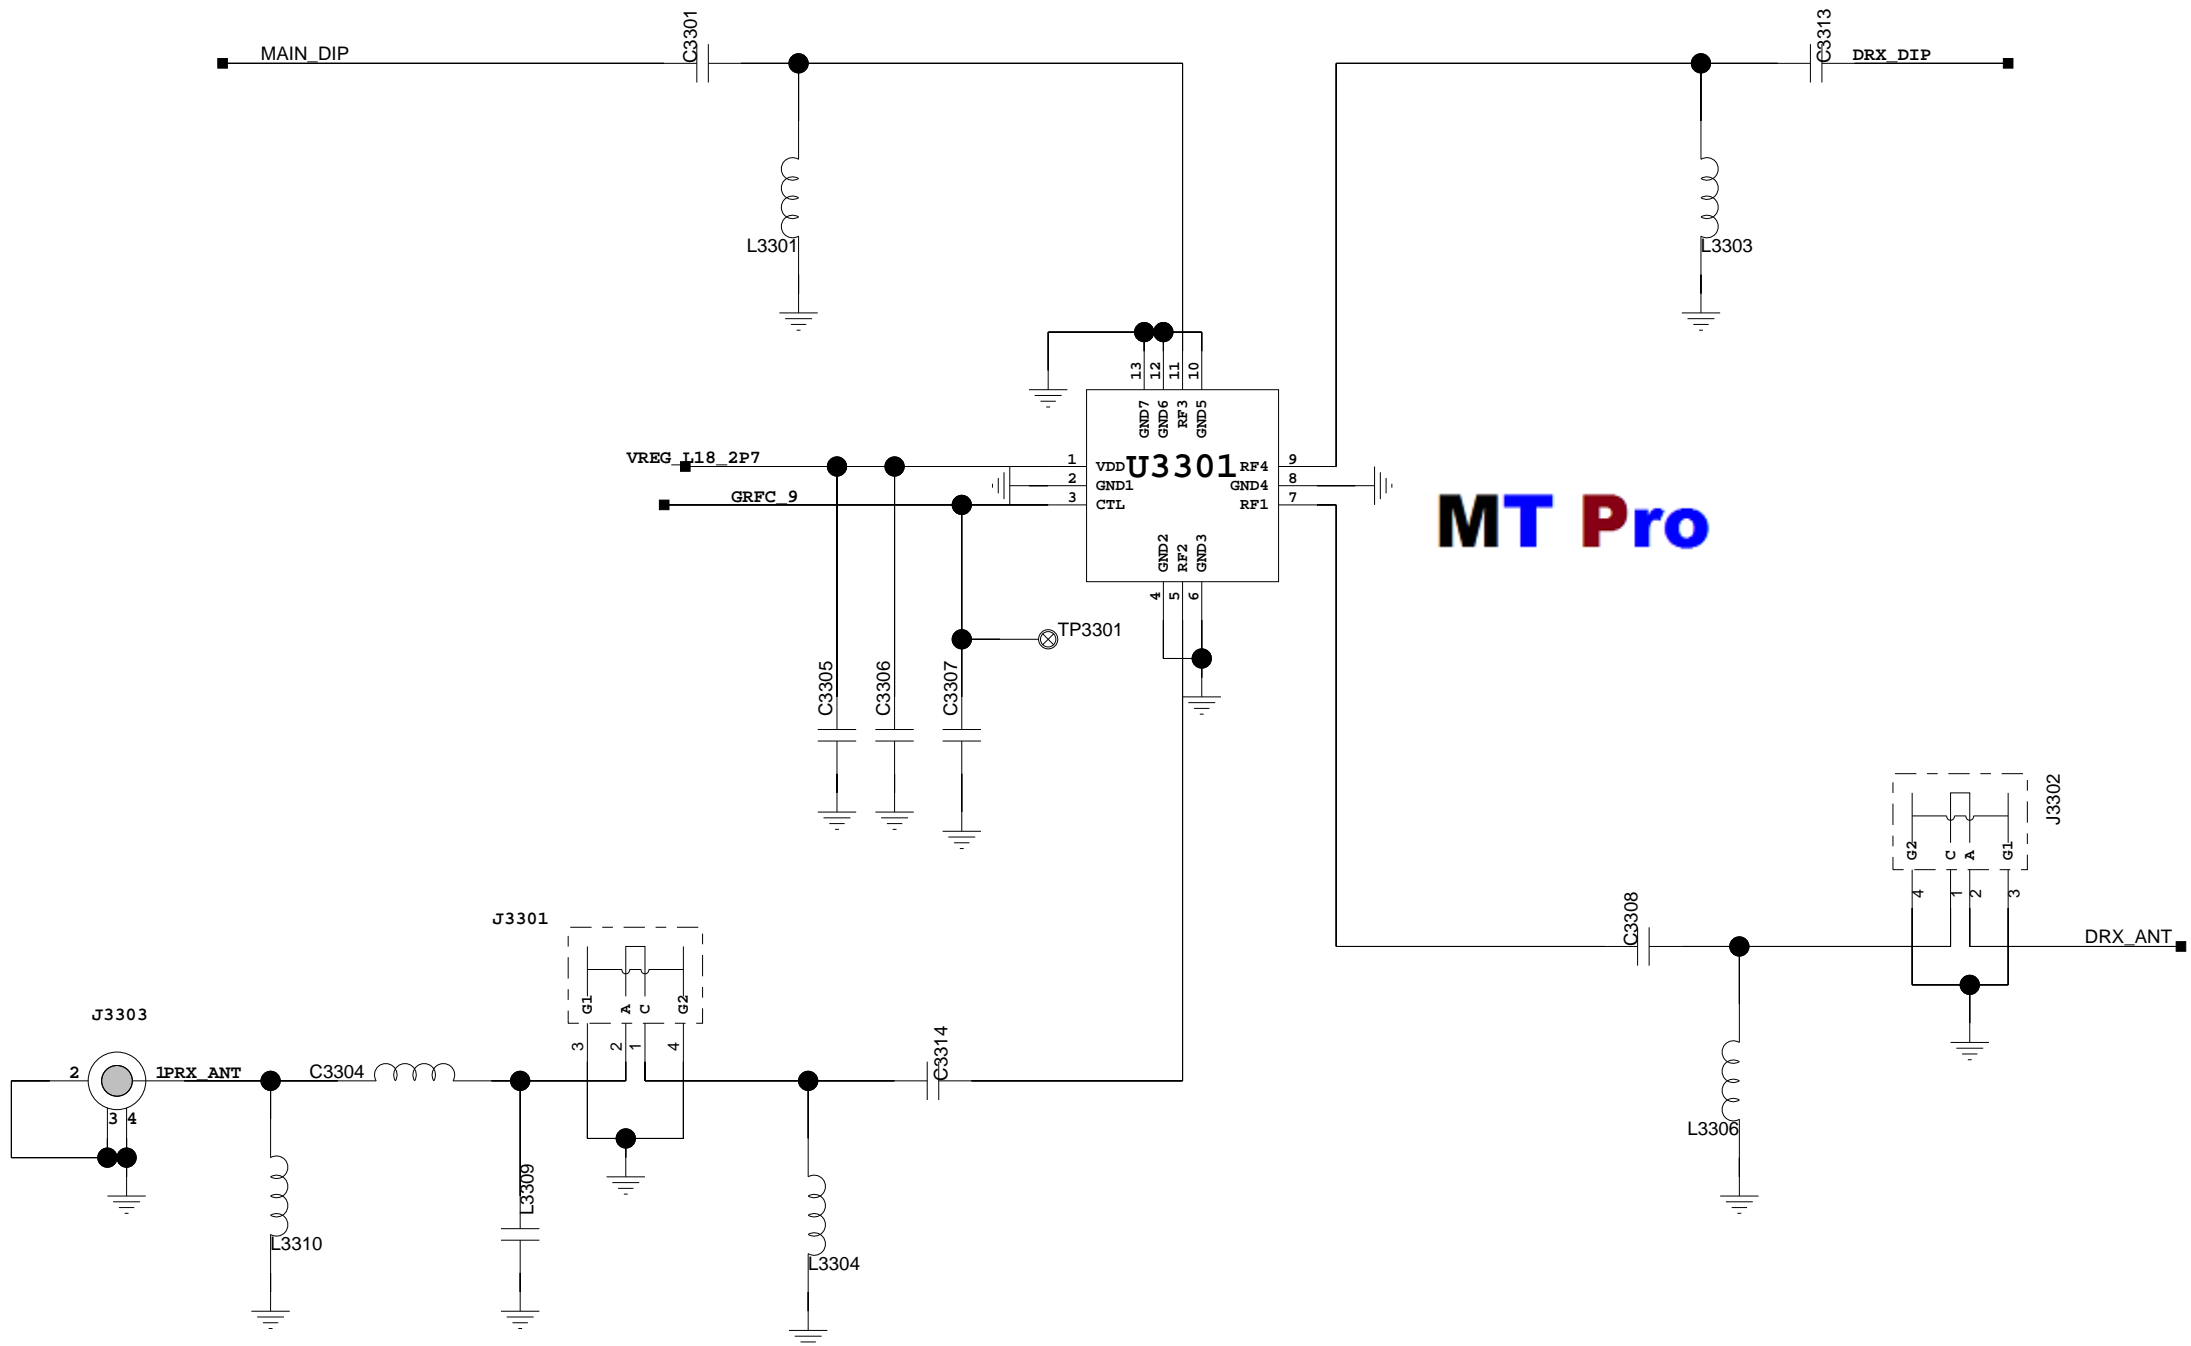 C3301
MAIN_DIP
C3313
DRX_DIP
L3301
L3303
13
12
11
10
GND7
GND6
RF3
GND5
VREG_L18_2P7
1
VDD
U3301
RF4
9
2
GND1
GND4
8
GRFC_9
3
CTL
RF1
7
MT Pro
GND2
RF2
GND3
4
5
6
TP3301
C3305
C3306
C3307
J3302
G2
C
A
G1
4
1
2
3
C3308
DRX_ANT
J3301
G1
A
C
G2
3
2
1
4
J3303
2
1PRX_ANT
C3304
C3314
3
4
L3306
L3309
L3310
L3304